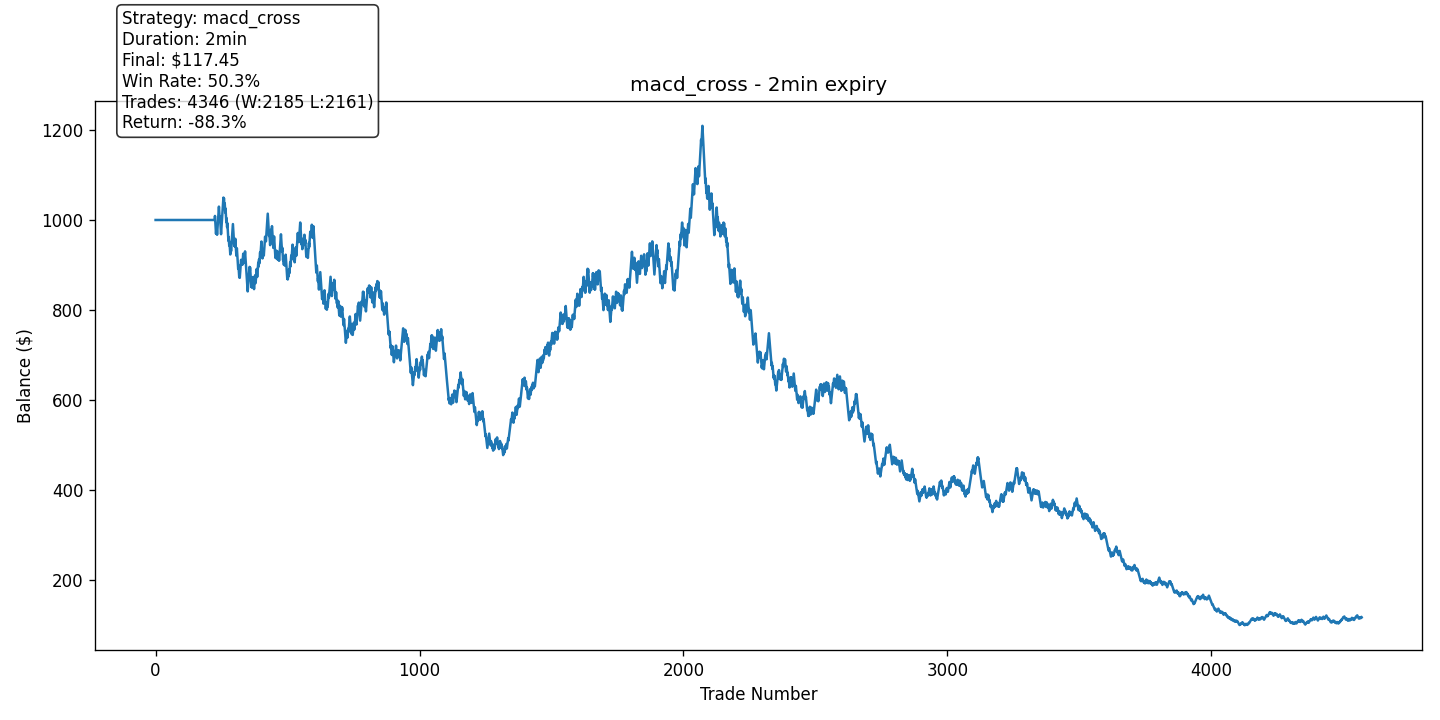 Strategy: macd_cross
Duration: 2min
Final: $117.45
Win Rate: 50.3%
Trades: 4346 (W:2185 L:2161)
Return: -88.3%
macd_cross - 2min expiry
1200
1000
800
600
400
200
Balance ($)
0 1000 2000 3000 4000
Trade Number